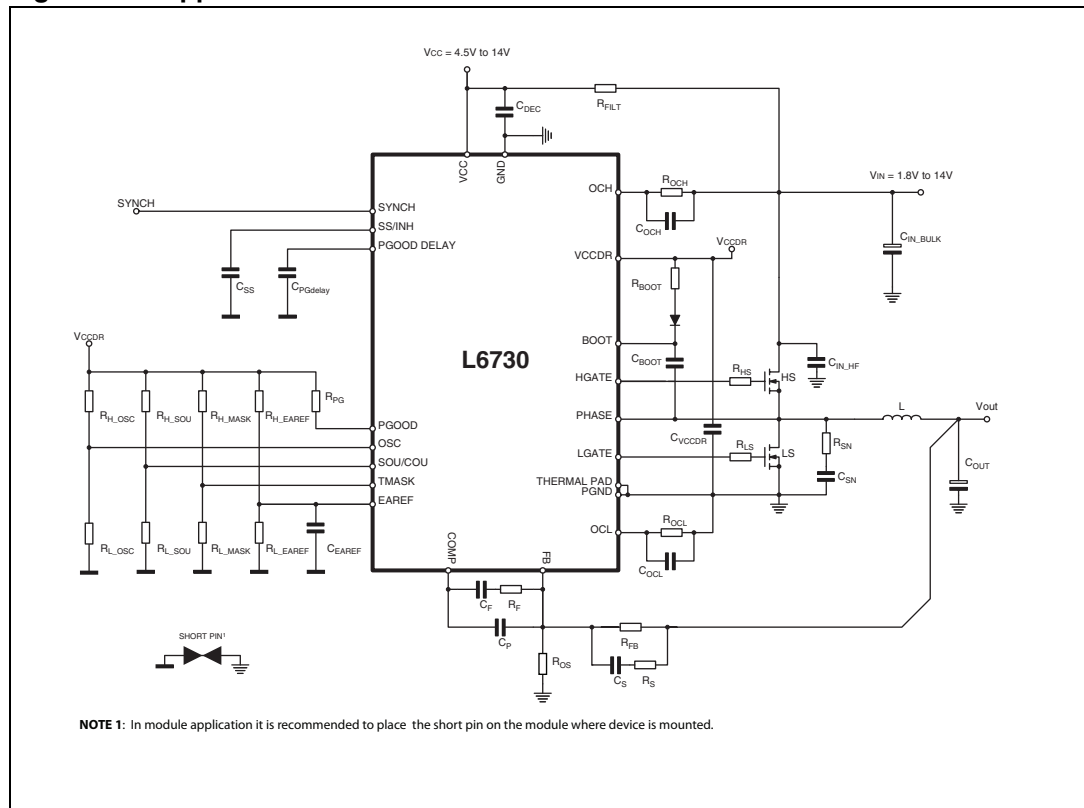 VCC = 4.5V to 14V
CDEC
RFILT
VCC
GND
OCH
ROCH
VIN = 1.8V to 14V
SYNCH
SYNCH
SS/INH
PGOOD DELAY
COCH
CIN_BULK
VCCDR
VCCDR
CSS
CPGdelay
RBOOT
L6730
BOOT
CBOOT
RHS
HS
CIN_HF
HGATE
VCCDR
RH_OSC
RH_SOU
RH_MASK
RH_EAREF
RPG
PGOOD
OSC
SOU/COU
TMASK
EAREF
PHASE
L
Vout
CVCCDR
RSN
LGATE
RLS
LS
COUT
CSN
THERMAL PAD
PGND
ROCL
OCL
COCL
RL_OSC
RL_SOU
RL_MASK
RL_EAREF
CEAREF
COMP
FB
CF
RF
CP
RFB
ROS
CS
RS
SHORT PIN1
NOTE 1: In module application it is recommended to place the short pin on the module where device is mounted.